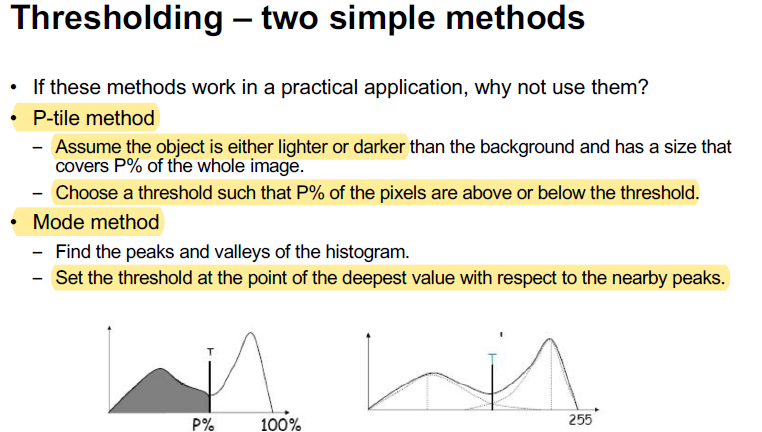 Thresholding – two simple methods
• If these methods work in a practical application, why not use them?
• P-tile method
– Assume the object is either lighter or darker than the background and has a size that
covers P% of the whole image.
– Choose a threshold such that P% of the pixels are above or below the threshold.
• Mode method
– Find the peaks and valleys of the histogram.
– Set the threshold at the point of the deepest value with respect to the nearby peaks.
T
P% 100%
T
255